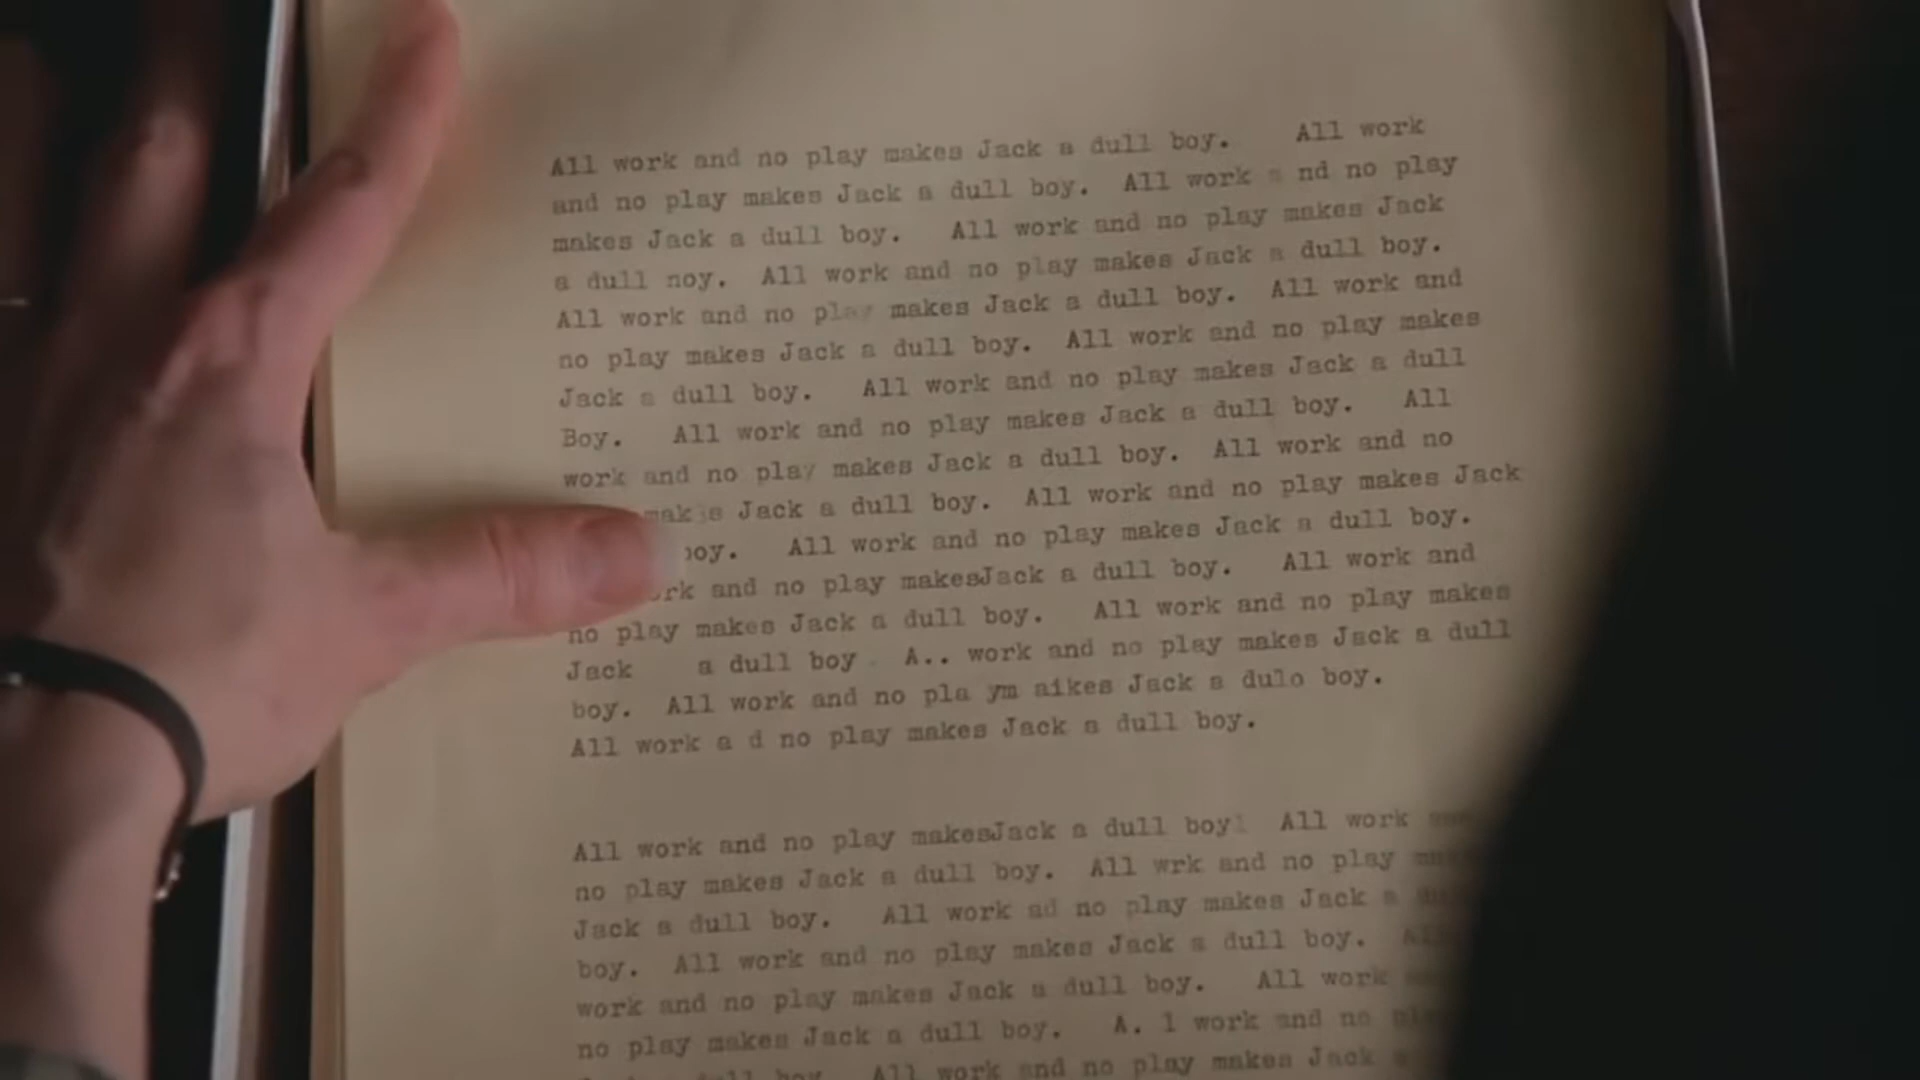 All work and no play makes Jack a dull boy. All work
and no play makes Jack a dull boy. All work a nd no play
makes Jack a dull boy. All work and no play makes Jack
a dull noy. All work and no play makes Jack a dull boy.
All work and no play makes Jack a dull boy. All work and
no play makes Jack a dull boy. All work and no play makes
Jack a dull boy. All work and no play makes Jack a dull
Boy. All work and no play makes Jack a dull boy. All
work and no play makes Jack a dull boy. All work and no
Jack a dull boy. All work and no play makes Jack
All work and no play makes Jack a dull boy.
and no play makesJack a dull boy. All work and
no play makes Jack a dull boy. All work and no play makes
Jack a dull boy. A.. work and no play makes Jack a dull
boy. All work and no pla ym aikes Jack a dulo boy.
All work a d no play makes Jack a dull boy.
All work and no play makesJack a dull boy All work
no play makes Jack a dull boy. All wrk and no play
Jack a dull boy. All work ad no play makes Jack a
boy. All work and no play makes Jack a dull boy.
work and no play makes Jack a dull boy. All work
no play makes Jack a dull boy. A. l work and no
All work and no play makes Jack